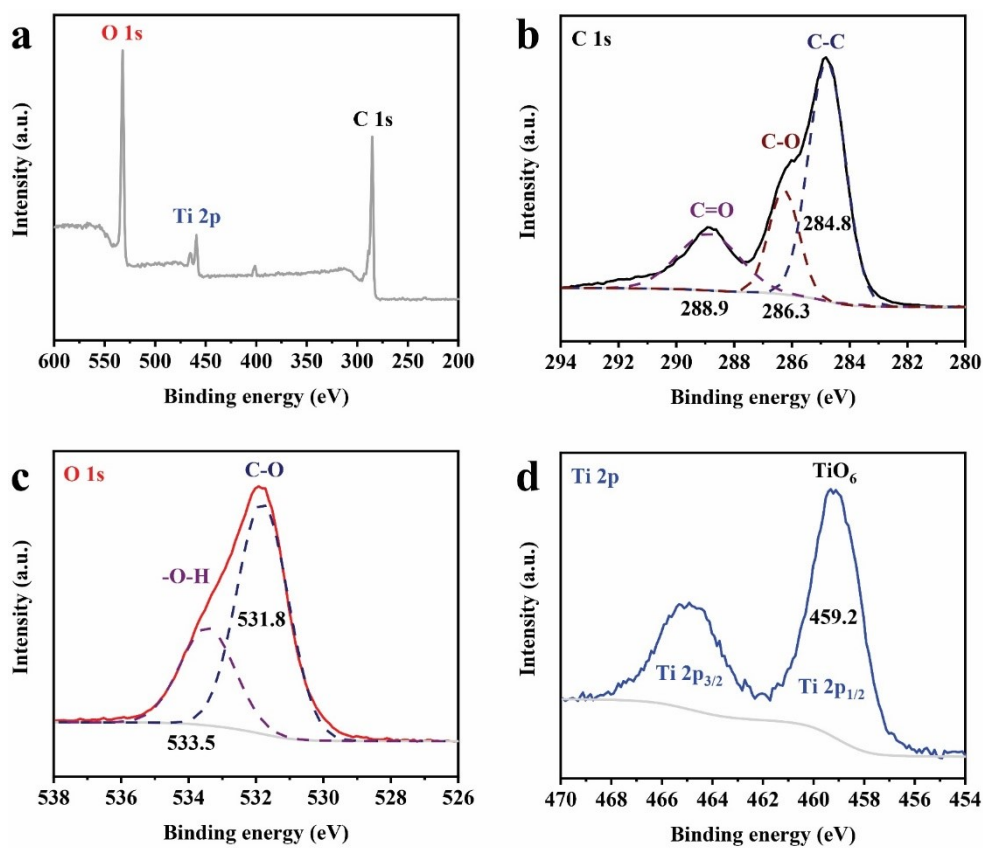 a
O 1s
C 1s
Ti 2p
Intensity (a.u.)
600 550 500 450 400 350 300 250 200
Binding energy (eV)
b
C 1s
C-C
C-O
C=O
284.8
288.9
286.3
Intensity (a.u.)
294 292 290 288 286 284 282 280
Binding energy (eV)
c
O 1s
C-O
-O-H
531.8
533.5
Intensity (a.u.)
538 536 534 532 530 528 526
Binding energy (eV)
d
Ti 2p
TiO₆
459.2
Ti 2p₃/₂
Ti 2p₁/₂
Intensity (a.u.)
470 468 466 464 462 460 458 456 454
Binding energy (eV)